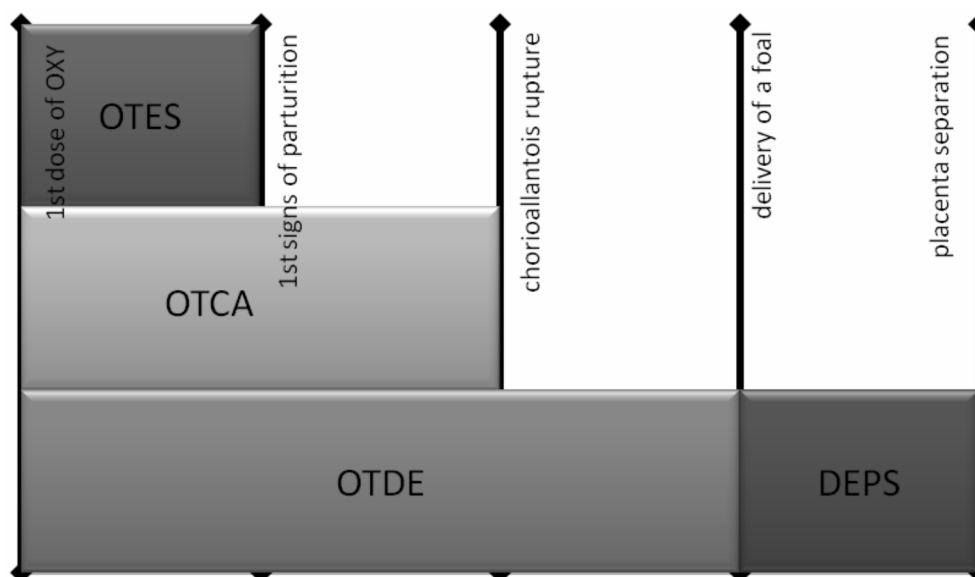 1st dose of OXY
OTES
1st signs of parturition
chorioallantois rupture
delivery of a foal
placenta separation
OTCA
OTDE
DEPS